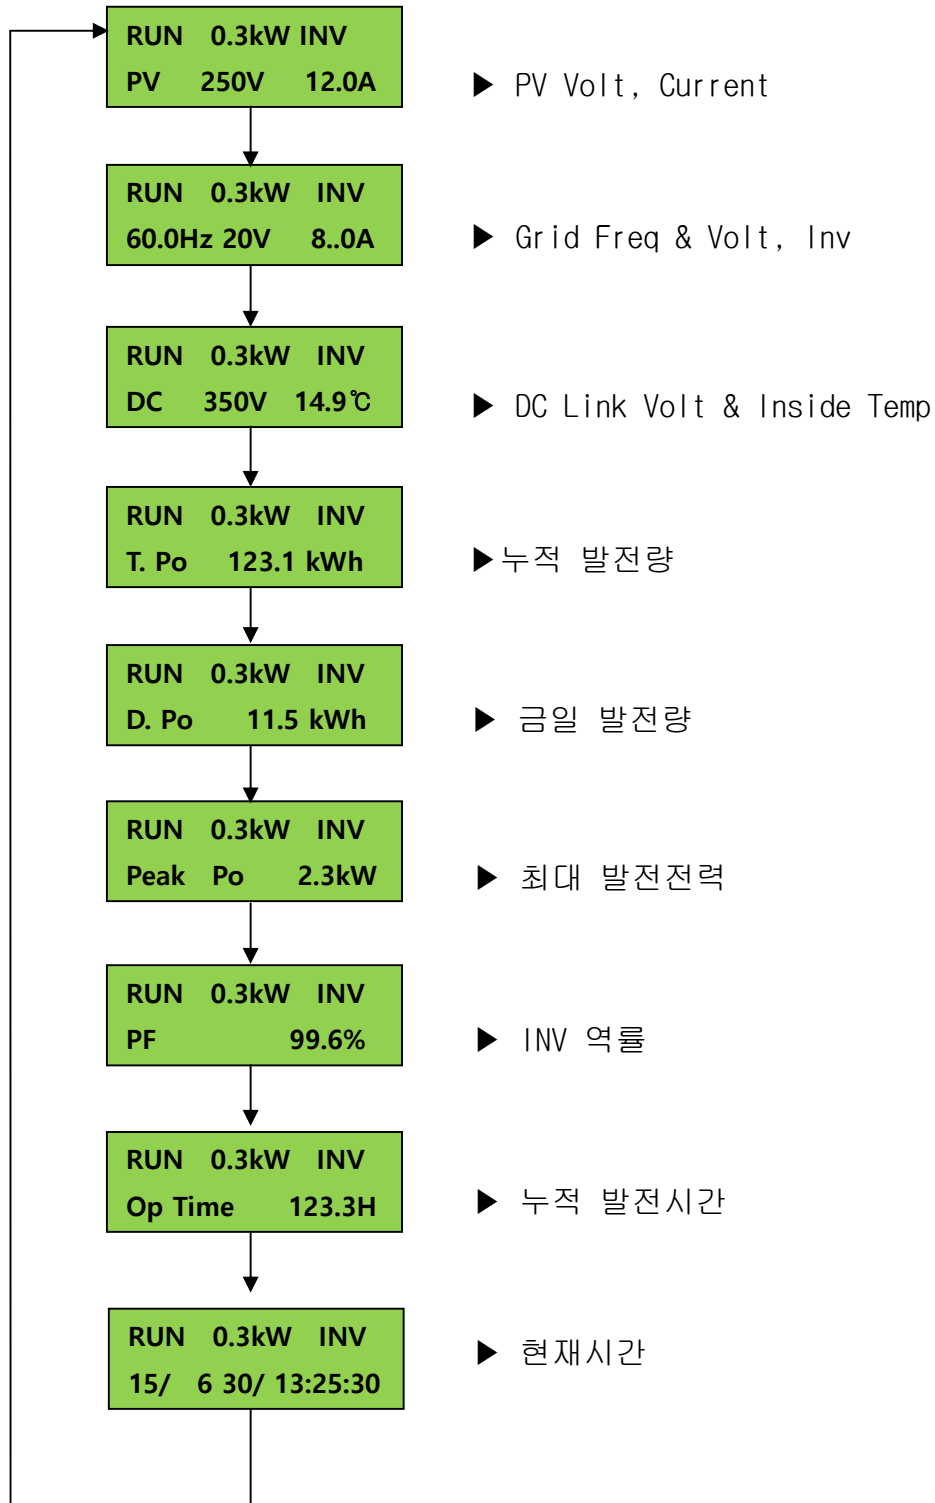 RUN 0.3kW INV
PV 250V 12.0A
▶ PV Volt, Current
RUN 0.3kW INV
60.0Hz 20V 8..0A
▶ Grid Freq & Volt, Inv
RUN 0.3kW INV
DC 350V 14.9℃
▶ DC Link Volt & Inside Temp
RUN 0.3kW INV
T. Po 123.1 kWh
▶누적 발전량
RUN 0.3kW INV
D. Po 11.5 kWh
▶ 금일 발전량
RUN 0.3kW INV
Peak Po 2.3kW
▶ 최대 발전전력
RUN 0.3kW INV
PF 99.6%
▶ INV 역률
RUN 0.3kW INV
Op Time 123.3H
▶ 누적 발전시간
RUN 0.3kW INV
15/ 6 30/ 13:25:30
▶ 현재시간